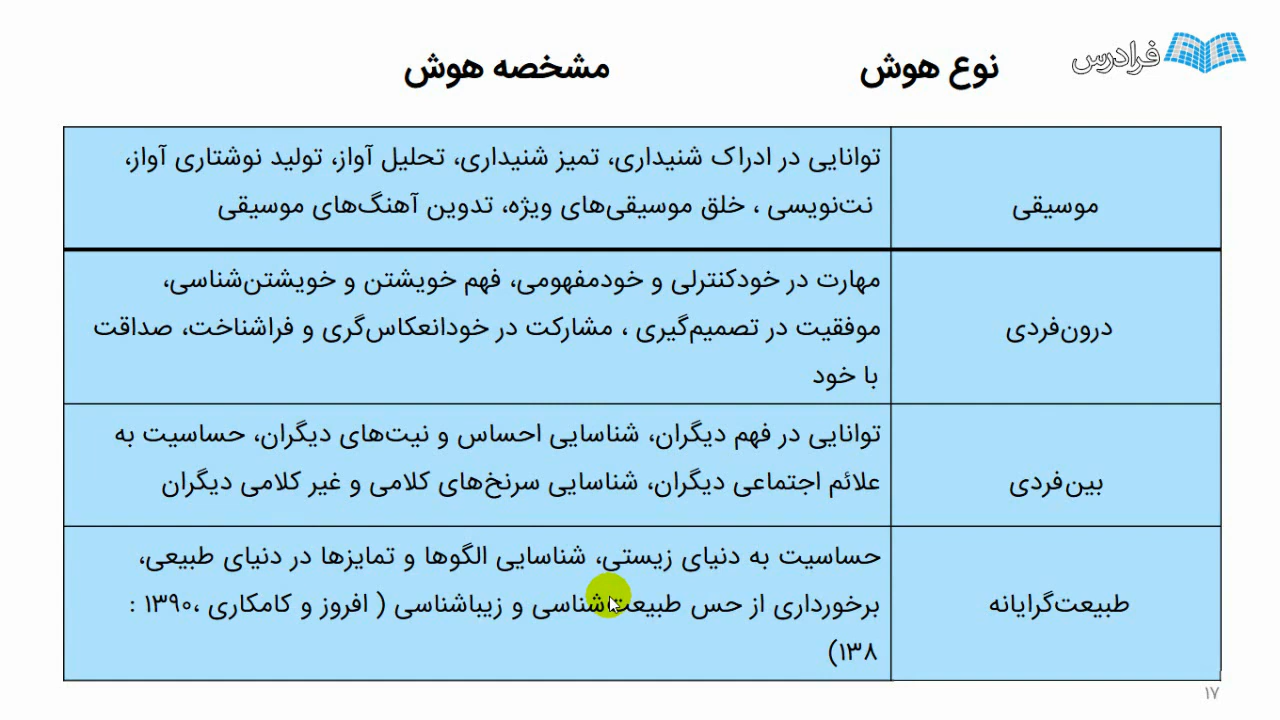 فرادرس
نوع هوش	مشخصه هوش
موسیقی
توانایی در ادراک شنیداری، تمیز شنیداری، تحلیل آواز، تولید نوشتاری آواز،
نت‌نویسی ، خلق موسیقی‌های ویژه، تدوین آهنگ‌های موسیقی
درون‌فردی
مهارت در خودکنترلی و خودمفهومی، فهم خویشتن و خویشتن‌شناسی،
موفقیت در تصمیم‌گیری ، مشارکت در خودانعکاس‌گری و فراشناخت، صداقت
با خود
بین‌فردی
توانایی در فهم دیگران، شناسایی احساس و نیت‌های دیگران، حساسیت به
علائم اجتماعی دیگران، شناسایی سرنخ‌های کلامی و غیر کلامی دیگران
طبیعت‌گرایانه
حساسیت به دنیای زیستی، شناسایی الگوها و تمایزها در دنیای طبیعی،
برخورداری از حس طبیعت‌شناسی و زیباشناسی ( افروز و کامکاری ،۱۳۹۰ :
۱۳۸)
۱۷